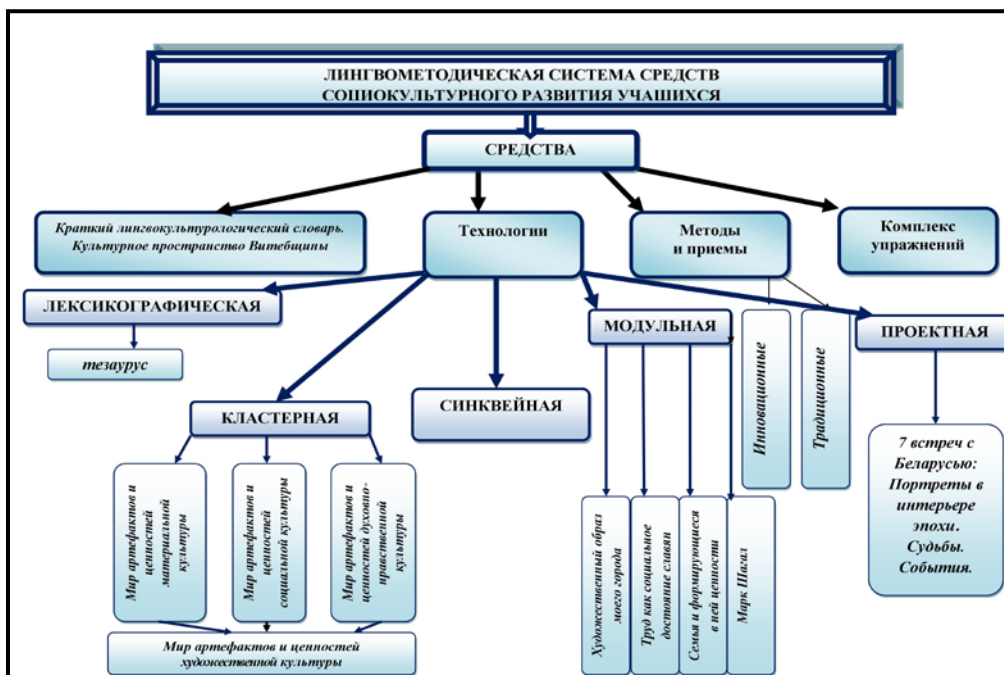 ЛИНГВОМЕТОДИЧЕСКАЯ СИСТЕМА СРЕДСТВ
СОЦИОКУЛЬТУРНОГО РАЗВИТИЯ УЧАШИХСЯ
СРЕДСТВА
Краткий лингвокультурологический словарь.
Культурное пространство Витебщины
Технологии
Методы
и приемы
Комплекс
упражнений
ЛЕКСИКОГРАФИЧЕСКАЯ
тезаурус
КЛАСТЕРНАЯ
СИНКВЕЙНАЯ
МОДУЛЬНАЯ
Инновационные
Традиционные
ПРОЕКТНАЯ
Мир артефактов и
ценностей
материальной
культуры
Мир артефактов и
ценностей
социальной культуры
Мир артефактов и
ценностей духовно-
нравственной
культуры
Мир артефактов и ценностей
художественной культуры
Художественный образ
моего города
Труд как социальное
достояние славян
Семья и формирующиеся
в ней ценности
Марк Шагал
7 встреч с
Беларусью:
Портреты в
интерьере
эпохи.
Судьбы.
События.